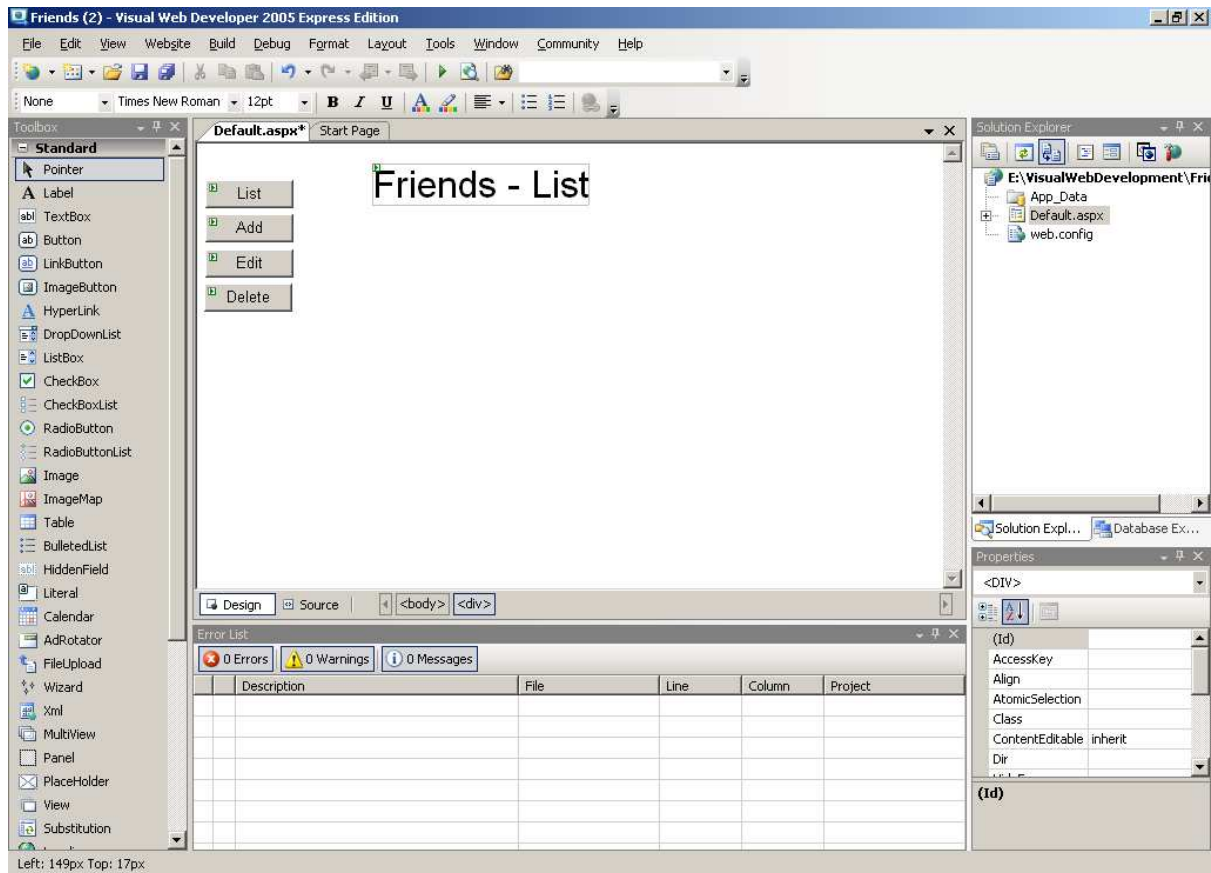 Friends (2) - Visual Web Developer 2005 Express Edition
File Edit View Website Build Debug Format Layout Tools Window Community Help
None Times New Roman 12pt B I U A
Toolbox
Standard
Pointer
A Label
abl TextBox
ab Button
ab LinkButton
ImageButton
A HyperLink
DropDownList
ListBox
CheckBox
CheckBoxList
RadioButton
RadioButtonList
Image
ImageMap
Table
BulletedList
abl HiddenField
Literal
Calendar
AdRotator
FileUpload
Wizard
Xml
MultiView
Panel
PlaceHolder
View
Substitution
Default.aspx* Start Page
Friends - List
List
Add
Edit
Delete
Design Source <body> <div>
Error List
0 Errors 0 Warnings 0 Messages
Description File Line Column Project
Solution Explorer
E:\VisualWebDevelopment\Frie
App_Data
Default.aspx
web.config
Solution Expl... Database Ex...
Properties
<DIV>
(Id)
AccessKey
Align
AtomicSelection
Class
ContentEditable inherit
Dir
(Id)
Left: 149px Top: 17px